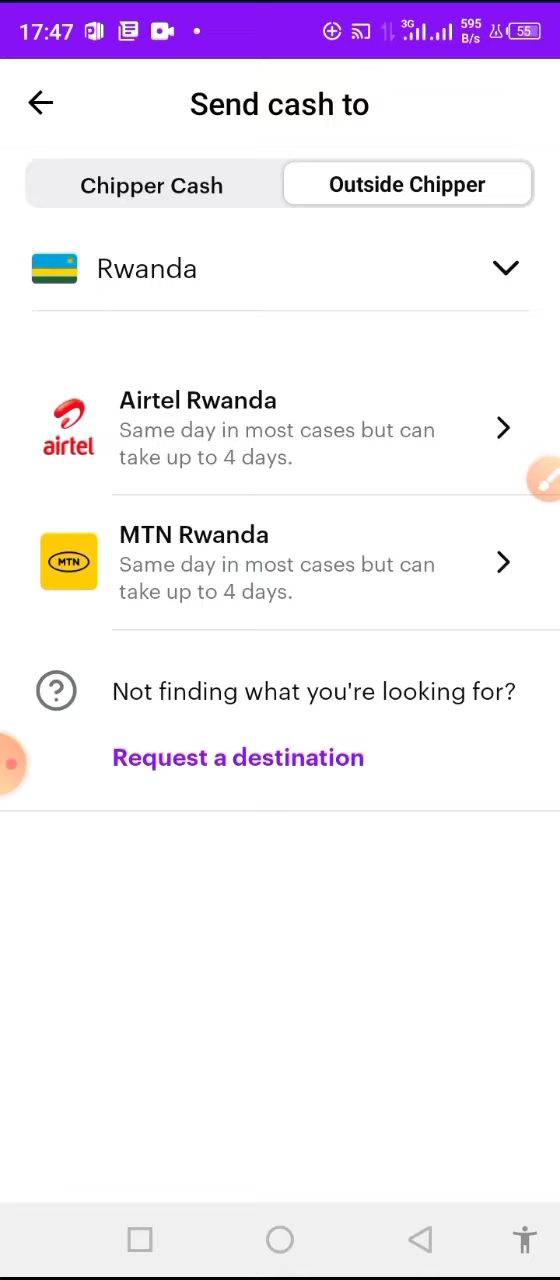 17:47 3G 595 B/s 55
Send cash to
Chipper Cash Outside Chipper
Rwanda
Airtel Rwanda
airtel
Same day in most cases but can
take up to 4 days.
MTN Rwanda
MTN
Same day in most cases but can
take up to 4 days.
Not finding what you're looking for?
Request a destination